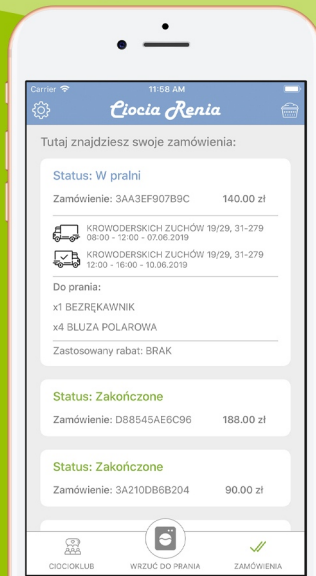 Carrier 11:58 AM
Ciocia Renia
Tutaj znajdziesz swoje zamówienia:
Status: W pralni
Zamówienie: 3AA3EF907B9C 140.00 zł
KROWODERSKICH ZUCHÓW 19/29, 31-279
08:00 - 12:00 - 07.06.2019
KROWODERSKICH ZUCHÓW 19/29, 31-279
12:00 - 16:00 - 10.06.2019
Do prania:
x1 BEZRĘKAWNIK
x4 BLUZA POLAROWA
Zastosowany rabat: BRAK
Status: Zakończone
Zamówienie: D88545AE6C96 188.00 zł
Status: Zakończone
Zamówienie: 3A210DB6B204 90.00 zł
CIOCIOKLUB WRZUĆ DO PRANIA ZAMÓWIENIA